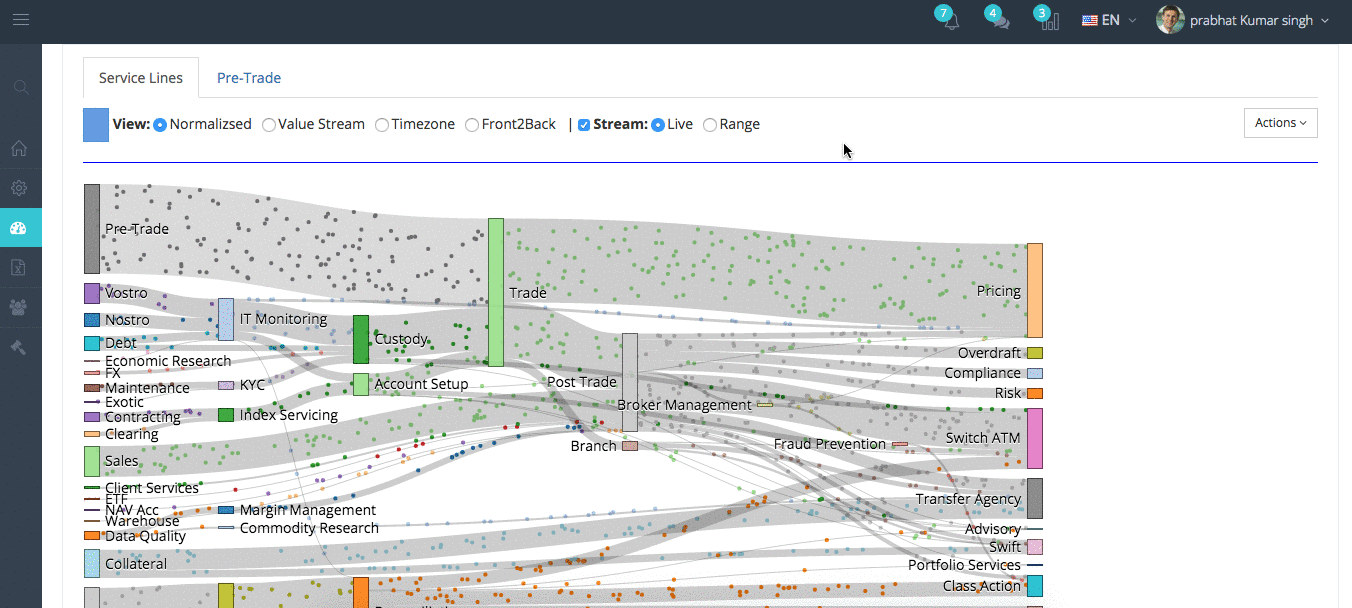 7 4 3 EN prabhat Kumar singh
Service Lines Pre-Trade
View: Normalizsed Value Stream Timezone Front2Back | Stream: Live Range Actions
Pre-Trade
Trade
Pricing
Vostro
IT Monitoring
Nostro
Custody
Debt
Overdraft
Economic Research
FX
Compliance
KYC
Account Setup
Post Trade
Maintenance
Risk
Exotic
Broker Management
Contracting
Index Servicing
Clearing
Switch ATM
Branch
Fraud Prevention
Sales
Client Services
ETF
Transfer Agency
NAV Acc
Margin Management
Warehouse
Commodity Research
Advisory
Data Quality
Swift
Collateral
Portfolio Services
Class Action